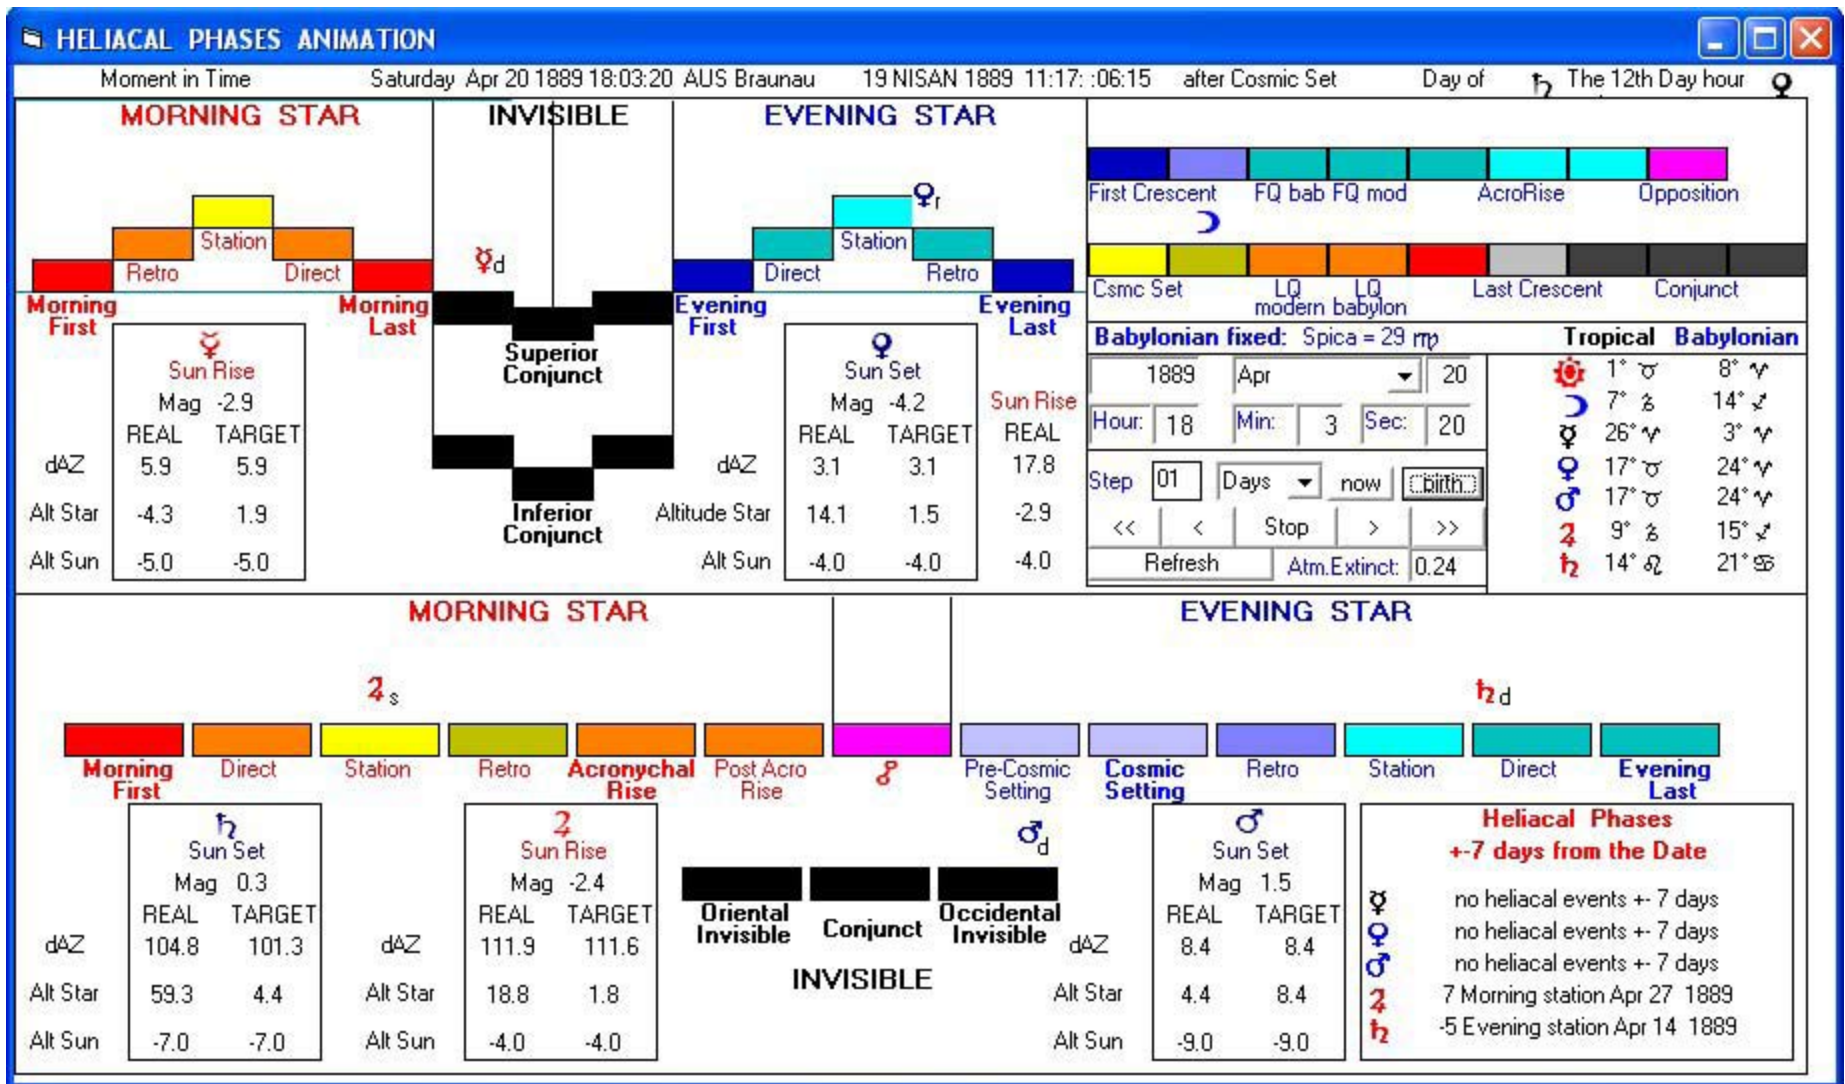 HELIACAL PHASES ANIMATION
Moment in Time Saturday Apr 20 1889 18:03:20 AUS Braunau 19 NISAN 1889 11:17: :06:15 after Cosmic Set Day of ♄ The 12th Day hour ♀
MORNING STAR
INVISIBLE
EVENING STAR
Station
Retro Direct
Morning First
Morning Last
☿d
Superior Conjunct
Inferior Conjunct
♀r
Station
Direct Retro
Evening First
Evening Last
☿
Sun Rise
Mag -2.9
REAL TARGET
dAZ 5.9 5.9
Alt Star -4.3 1.9
Alt Sun -5.0 -5.0
♀
Sun Set
Mag -4.2 Sun Rise
REAL TARGET REAL
dAZ 3.1 3.1 17.8
Altitude Star 14.1 1.5 -2.9
Alt Sun -4.0 -4.0 -4.0
First Crescent FQ bab FQ mod AcroRise Opposition
Csmc Set LQ LQ Last Crescent Conjunct
modern babylon
Babylonian fixed: Spica = 29 ♍
1889 Apr 20
Hour: 18 Min: 3 Sec: 20
Step 01 Days now birth
<< < Stop > >>
Refresh Atm.Extinct: 0.24
Tropical Babylonian
1° ♉ 8° ♈
☽ 7° ♑ 14° ♐
☿ 26° ♈ 3° ♈
♀ 17° ♉ 24° ♈
♂ 17° ♉ 24° ♈
♃ 9° ♑ 15° ♐
♄ 14° ♌ 21° ♋
MORNING STAR
EVENING STAR
♃s
♄d
Morning First
Direct
Station
Retro
Acronychal Rise
Post Acro Rise
☍
Pre-Cosmic Setting
Cosmic Setting
Retro
Station
Direct
Evening Last
♄
Sun Set
Mag 0.3
REAL TARGET
dAZ 104.8 101.3
Alt Star 59.3 4.4
Alt Sun -7.0 -7.0
♃
Sun Rise
Mag -2.4
REAL TARGET
dAZ 111.9 111.6
Alt Star 18.8 1.8
Alt Sun -4.0 -4.0
♂d
Oriental Invisible
Conjunct
Occidental Invisible
INVISIBLE
♂
Sun Set
Mag 1.5
REAL TARGET
dAZ 8.4 8.4
Alt Star 4.4 8.4
Alt Sun -9.0 -9.0
Heliacal Phases
+-7 days from the Date
☿ no heliacal events +- 7 days
♀ no heliacal events +- 7 days
♂ no heliacal events +- 7 days
♃ 7 Morning station Apr 27 1889
♄ -5 Evening station Apr 14 1889